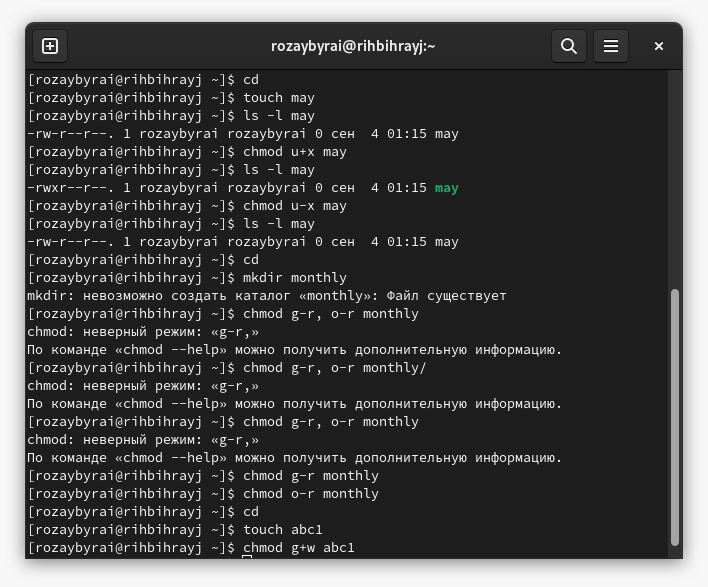 rozaybyrai@rihbihrayj:~
[rozaybyrai@rihbihrayj ~]$ cd
[rozaybyrai@rihbihrayj ~]$ touch may
[rozaybyrai@rihbihrayj ~]$ ls -l may
-rw-r--r--. 1 rozaybyrai rozaybyrai 0 сен  4 01:15 may
[rozaybyrai@rihbihrayj ~]$ chmod u+x may
[rozaybyrai@rihbihrayj ~]$ ls -l may
-rwxr--r--. 1 rozaybyrai rozaybyrai 0 сен  4 01:15 may
[rozaybyrai@rihbihrayj ~]$ chmod u-x may
[rozaybyrai@rihbihrayj ~]$ ls -l may
-rw-r--r--. 1 rozaybyrai rozaybyrai 0 сен  4 01:15 may
[rozaybyrai@rihbihrayj ~]$ cd
[rozaybyrai@rihbihrayj ~]$ mkdir monthly
mkdir: невозможно создать каталог «monthly»: Файл существует
[rozaybyrai@rihbihrayj ~]$ chmod g-r, o-r monthly
chmod: неверный режим: «g-r,»
По команде «chmod --help» можно получить дополнительную информацию.
[rozaybyrai@rihbihrayj ~]$ chmod g-r, o-r monthly/
chmod: неверный режим: «g-r,»
По команде «chmod --help» можно получить дополнительную информацию.
[rozaybyrai@rihbihrayj ~]$ chmod g-r, o-r monthly
chmod: неверный режим: «g-r,»
По команде «chmod --help» можно получить дополнительную информацию.
[rozaybyrai@rihbihrayj ~]$ chmod g-r monthly
[rozaybyrai@rihbihrayj ~]$ chmod o-r monthly
[rozaybyrai@rihbihrayj ~]$ cd
[rozaybyrai@rihbihrayj ~]$ touch abc1
[rozaybyrai@rihbihrayj ~]$ chmod g+w abc1